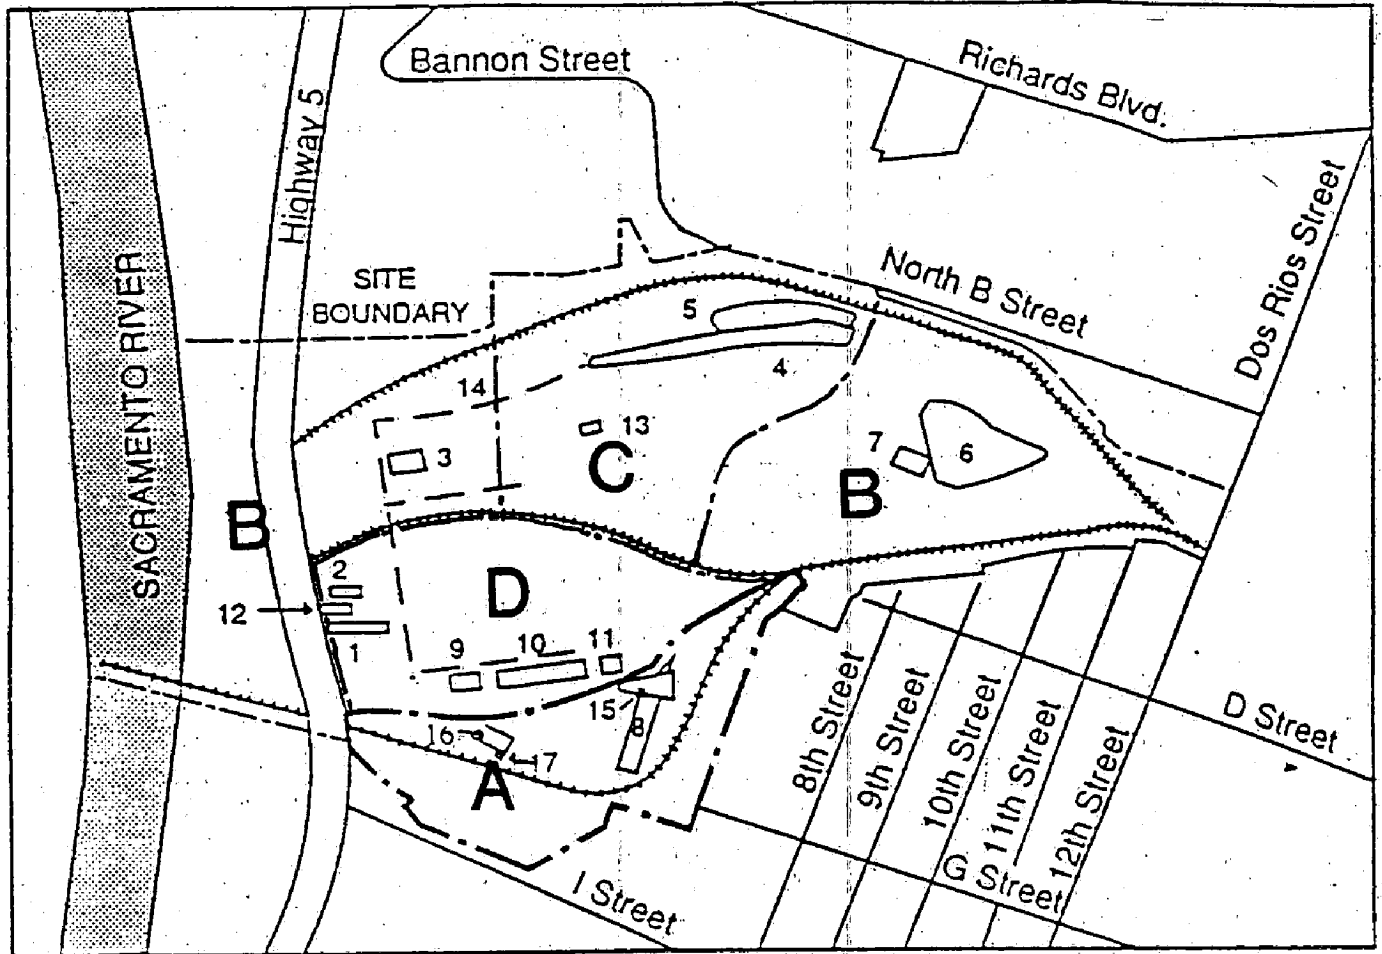 Bannon Street
Richards Blvd.
Highway 5
Dos Rios Street
SACRAMENTO RIVER
SITE
BOUNDARY
North B Street
5
4
14
13
3
C
7
6
B
B
2
12
1
D
9
10
11
15
8
16
17
A
8th Street
9th Street
10th Street
11th Street
12th Street
D Street
G Street
I Street